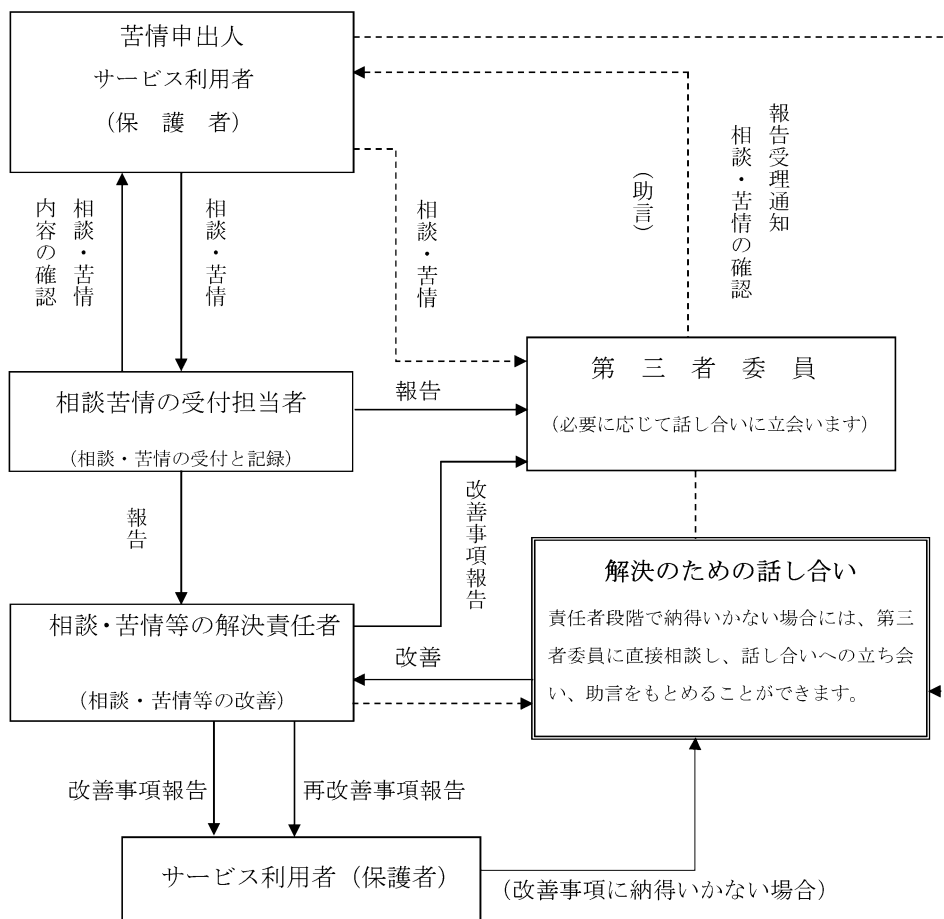 苦情申出人
サービス利用者
（保　護　者）
相談・苦情
内容の確認
相談・苦情
相談・苦情
（助言）
報告受理通知
相談・苦情の確認
相談苦情の受付担当者
（相談・苦情の受付と記録）
報告
第　三　者　委　員
（必要に応じて話し合いに立会います）
報告
改善事項報告
解決のための話し合い
責任者段階で納得いかない場合には、第三
者委員に直接相談し、話し合いへの立ち会
い、助言をもとめることができます。
相談・苦情等の解決責任者
（相談・苦情等の改善）
改善
改善事項報告
再改善事項報告
サービス利用者（保護者）
（改善事項に納得いかない場合）